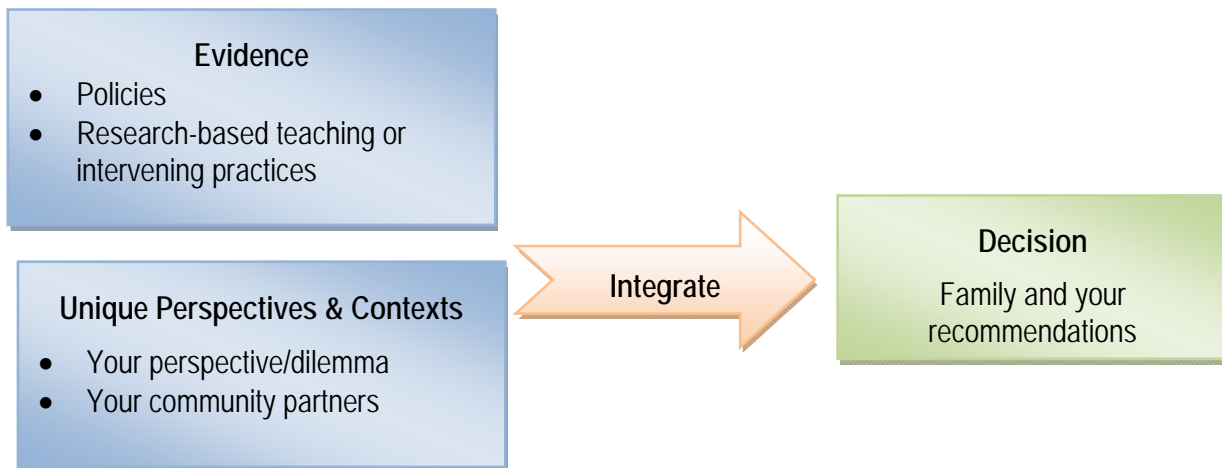 Evidence
• Policies
• Research-based teaching or
intervening practices
Unique Perspectives & Contexts
• Your perspective/dilemma
• Your community partners
Integrate
Decision
Family and your
recommendations